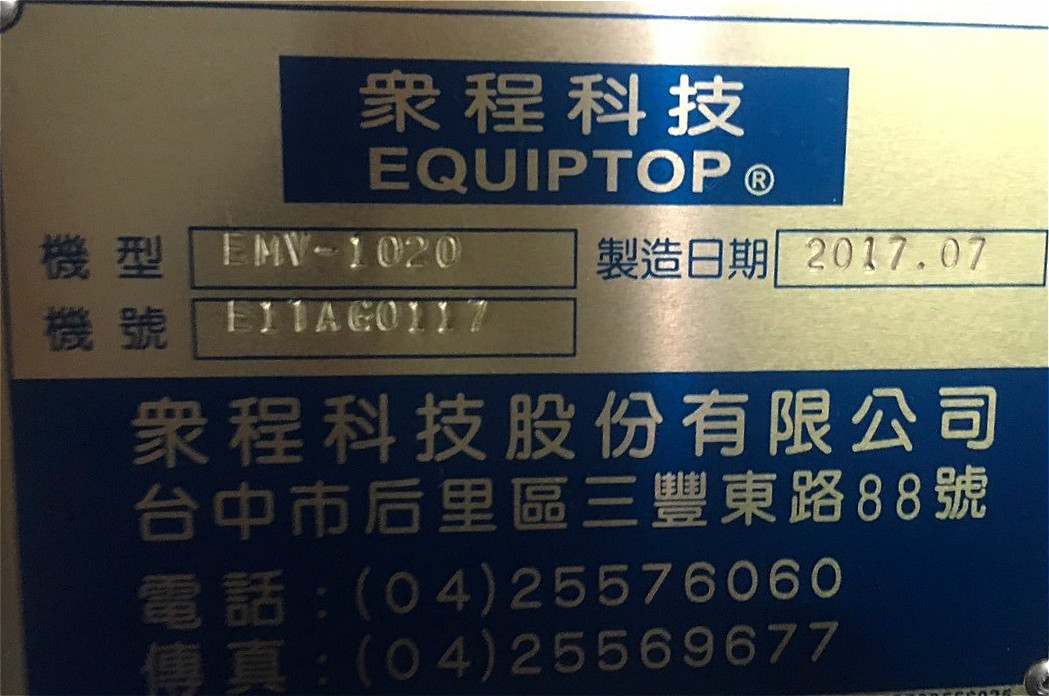 眾程科技
EQUIPTOP®
機型 EMV-1020 製造日期 2017.07
機號 E11AG0117
眾程科技股份有限公司
台中市后里區三豐東路88號
電話:(04)25576060
傳真:(04)25569677